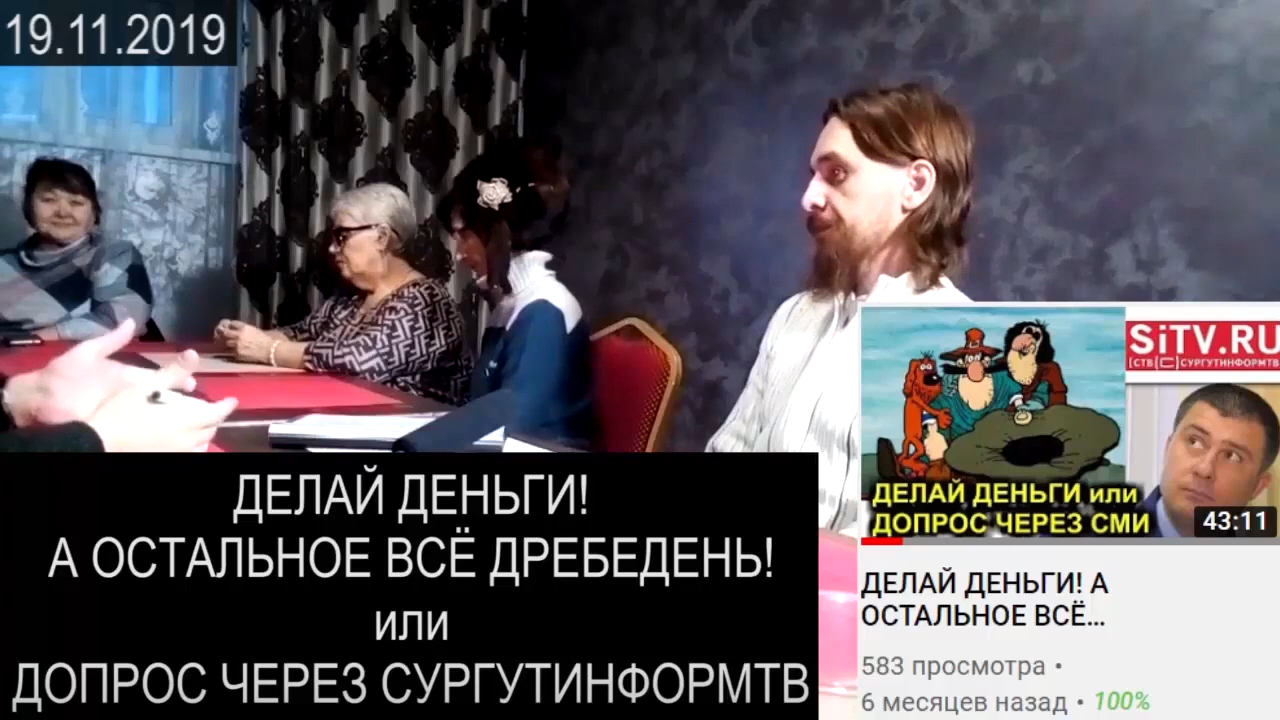 19.11.2019
ДЕЛАЙ ДЕНЬГИ!
А ОСТАЛЬНОЕ ВСЁ ДРЕБЕДЕНЬ!
или
ДОПРОС ЧЕРЕЗ СУРГУТИНФОРМТВ
SiTV.RU
СТВ С СУРГУТИНФОРМТВ
ДЕЛАЙ ДЕНЬГИ или
ДОПРОС ЧЕРЕЗ СМИ
43:11
ДЕЛАЙ ДЕНЬГИ! А
ОСТАЛЬНОЕ ВСЁ...
583 просмотра •
6 месяцев назад • 100%